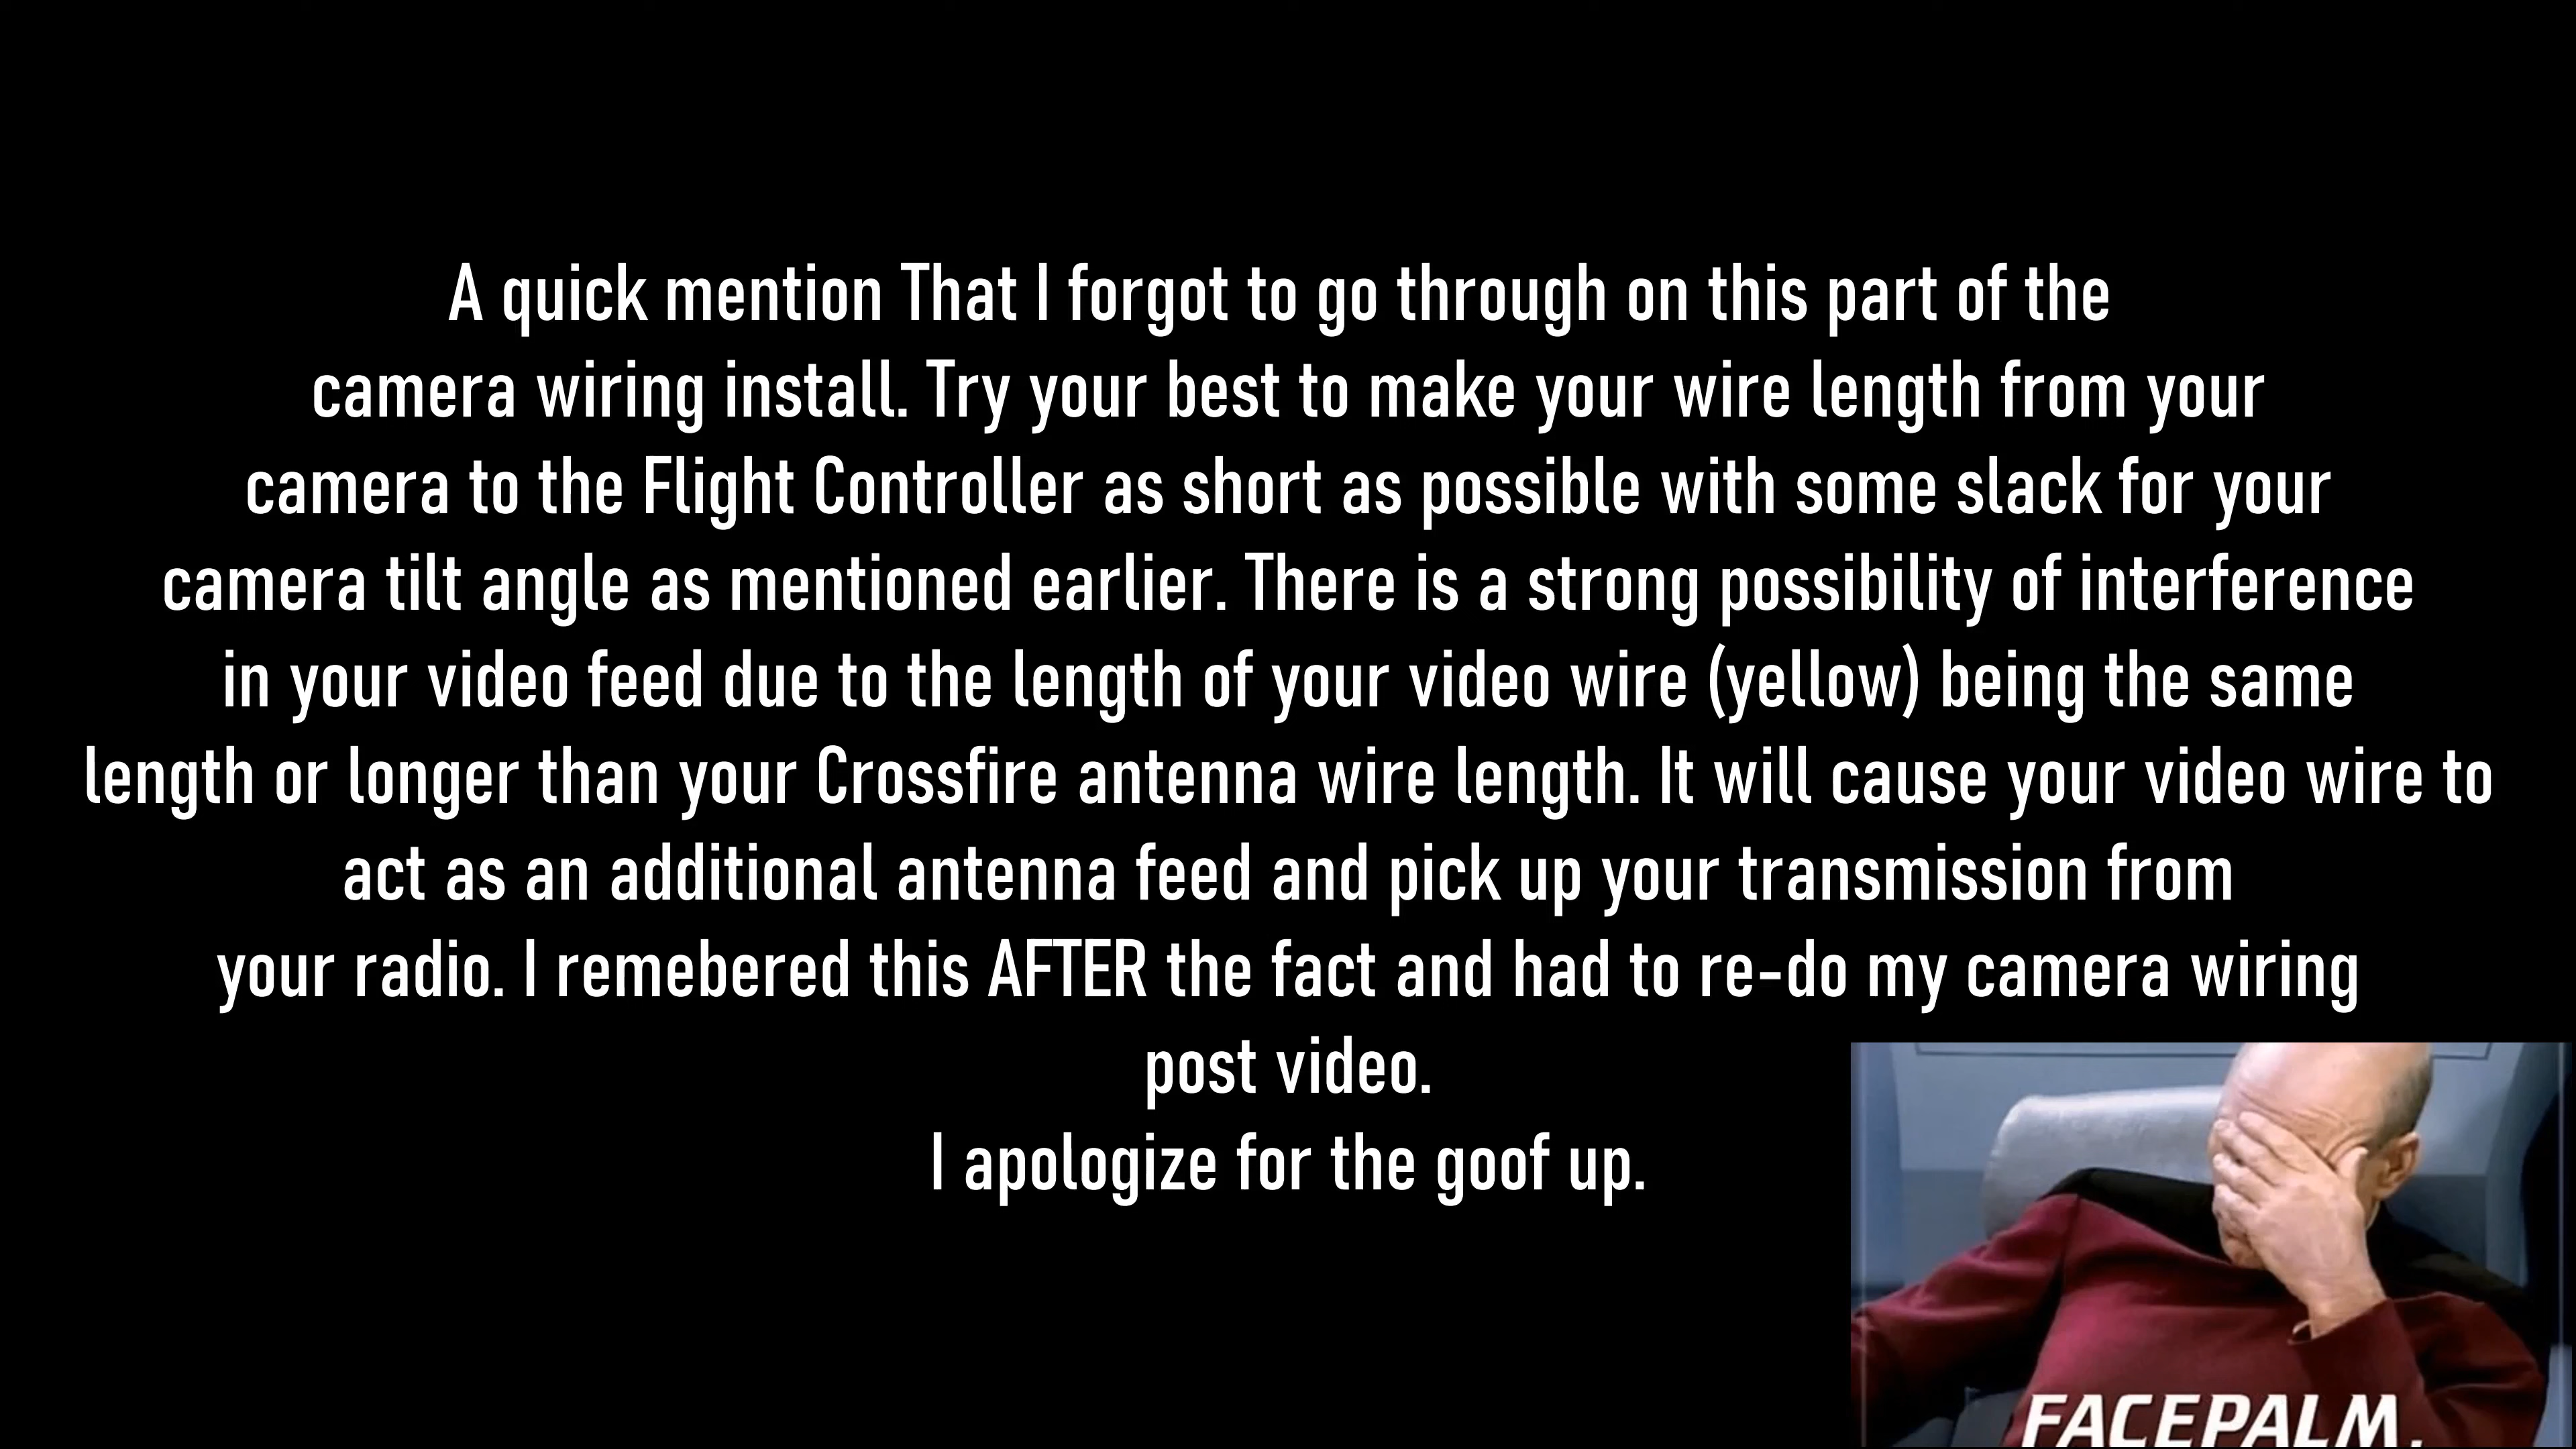 A quick mention That I forgot to go through on this part of the
camera wiring install. Try your best to make your wire length from your
camera to the Flight Controller as short as possible with some slack for your
camera tilt angle as mentioned earlier. There is a strong possibility of interference
in your video feed due to the length of your video wire (yellow) being the same
length or longer than your Crossfire antenna wire length. It will cause your video wire to
act as an additional antenna feed and pick up your transmission from
your radio. I remebered this AFTER the fact and had to re-do my camera wiring
post video.
I apologize for the goof up.
FACEPALM.